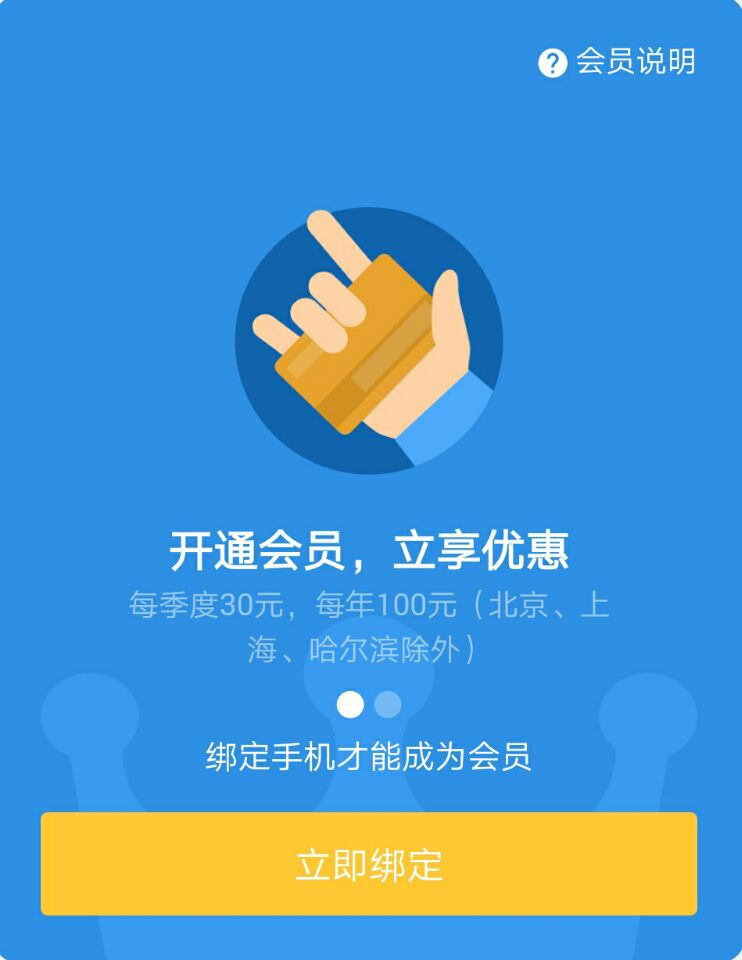 会员说明
开通会员，立享优惠
每季度30元，每年100元（北京、上
海、哈尔滨除外）
绑定手机才能成为会员
立即绑定